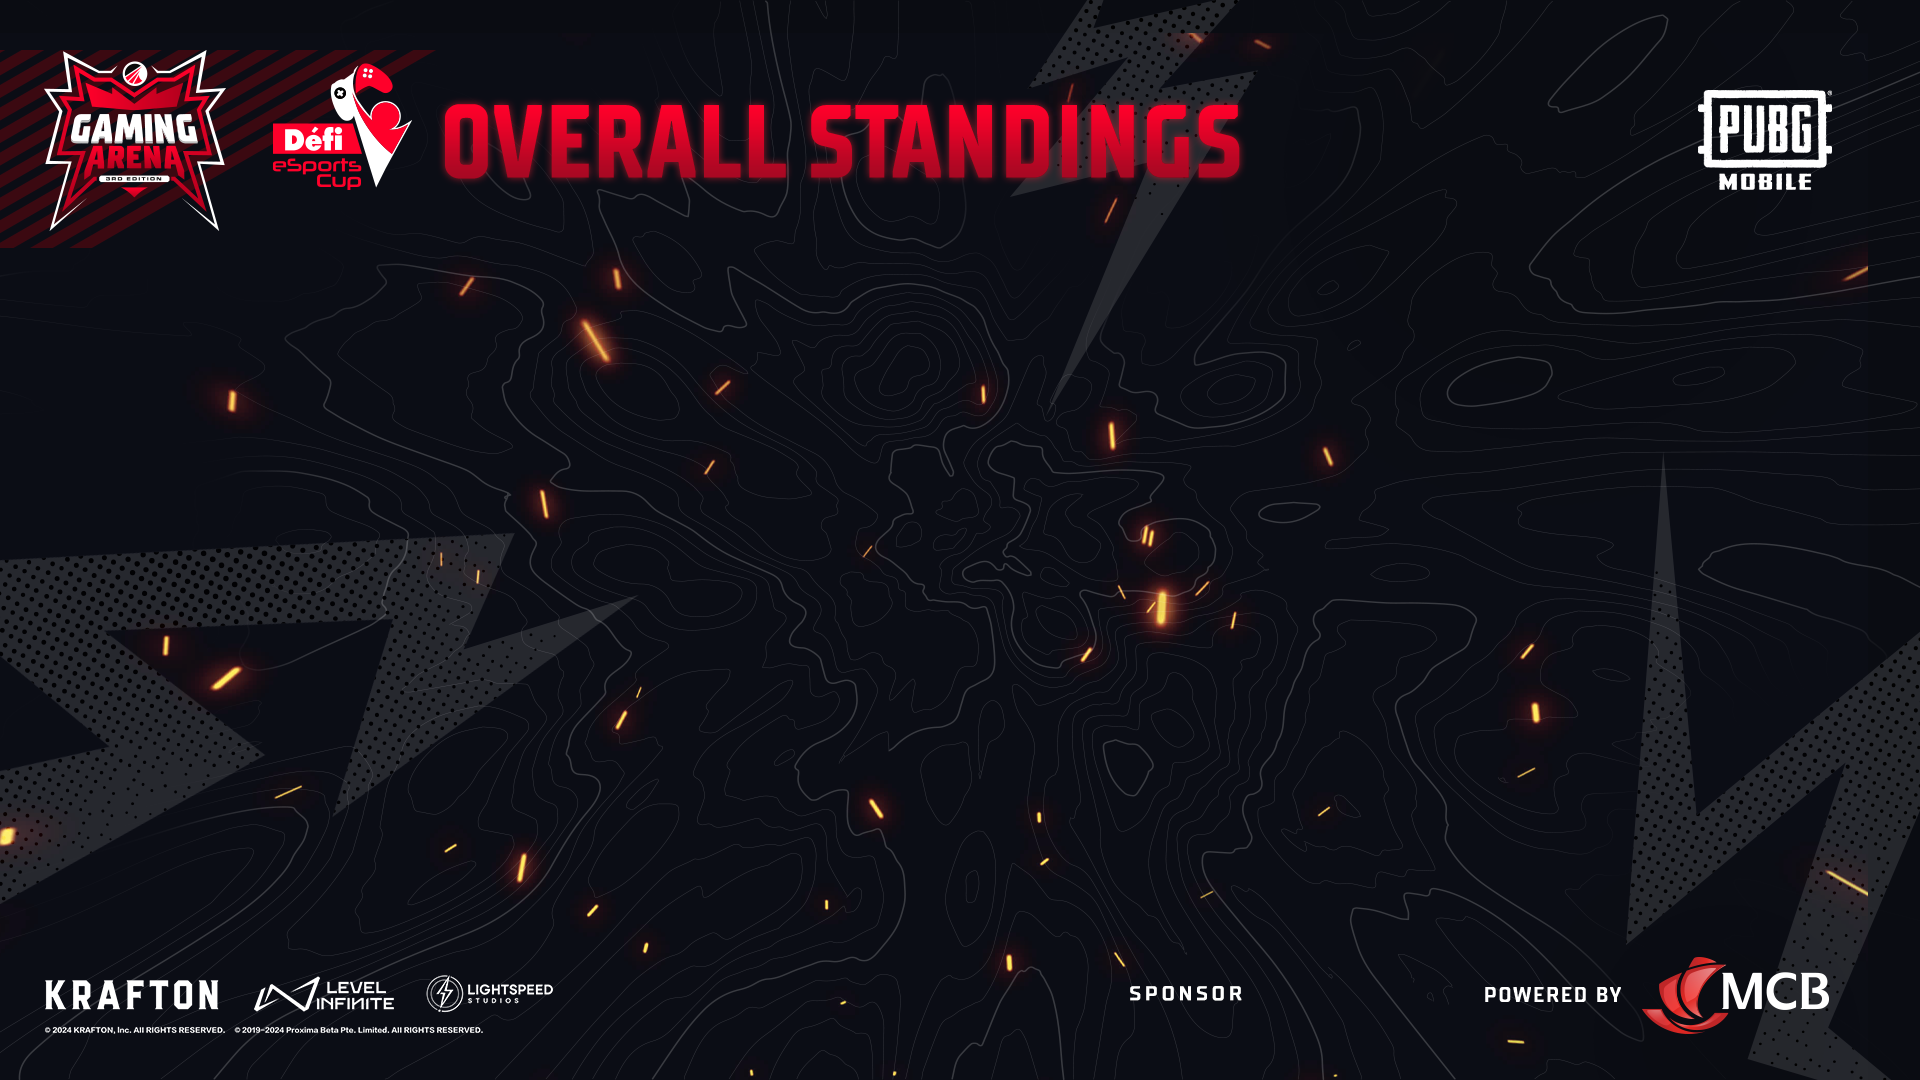 GAMING
ARENA
3RD EDITION
Défi
eSports
Cup
OVERALL STANDINGS
PUBG
MOBILE
KRAFTON
LEVEL
INFINITE
LIGHTSPEED
STUDIOS
© 2024 KRAFTON, Inc. All RIGHTS RESERVED. © 2019-2024 Proxima Beta Pte. Limited. All RIGHTS RESERVED.
SPONSOR
POWERED BY
MCB